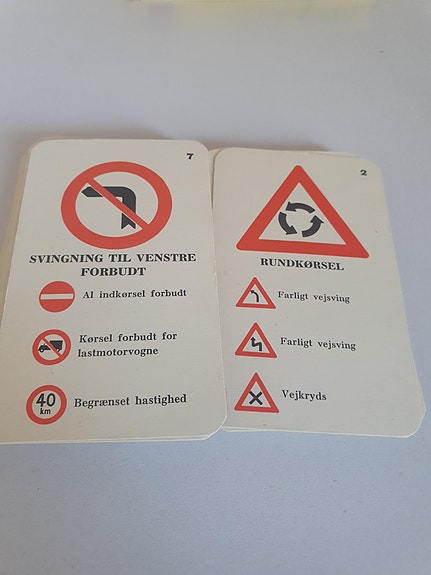 7
SVINGNING TIL VENSTRE
FORBUDT
Al indkørsel forbudt
Kørsel forbudt for
lastmotorvogne
40
km
Begrænset hastighed
2
RUNDKØRSEL
Farligt vejsving
Farligt vejsving
Vejkryds